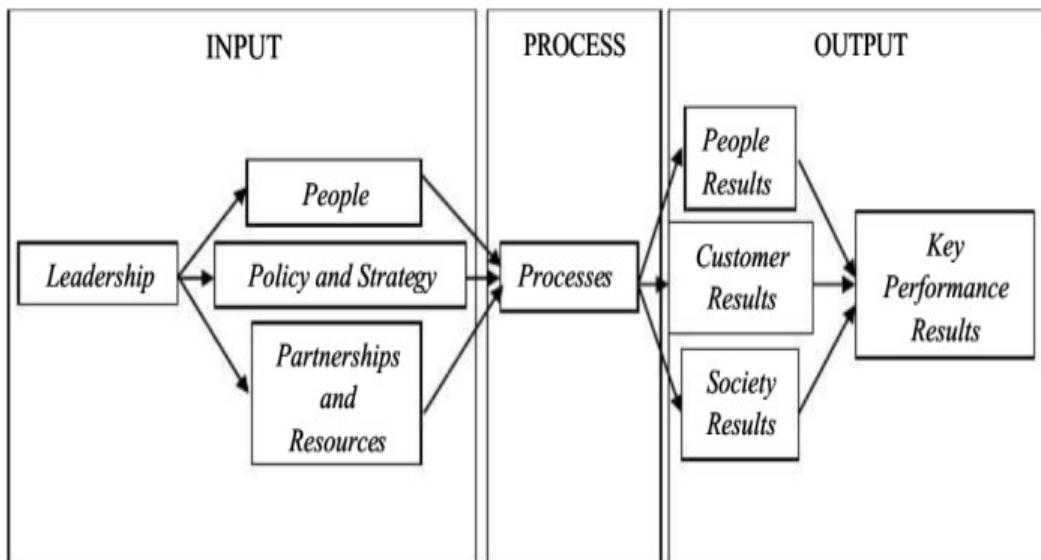 INPUT
PROCESS
OUTPUT
Leadership
People
Policy and Strategy
Partnerships
and
Resources
Processes
People
Results
Customer
Results
Society
Results
Key
Performance
Results